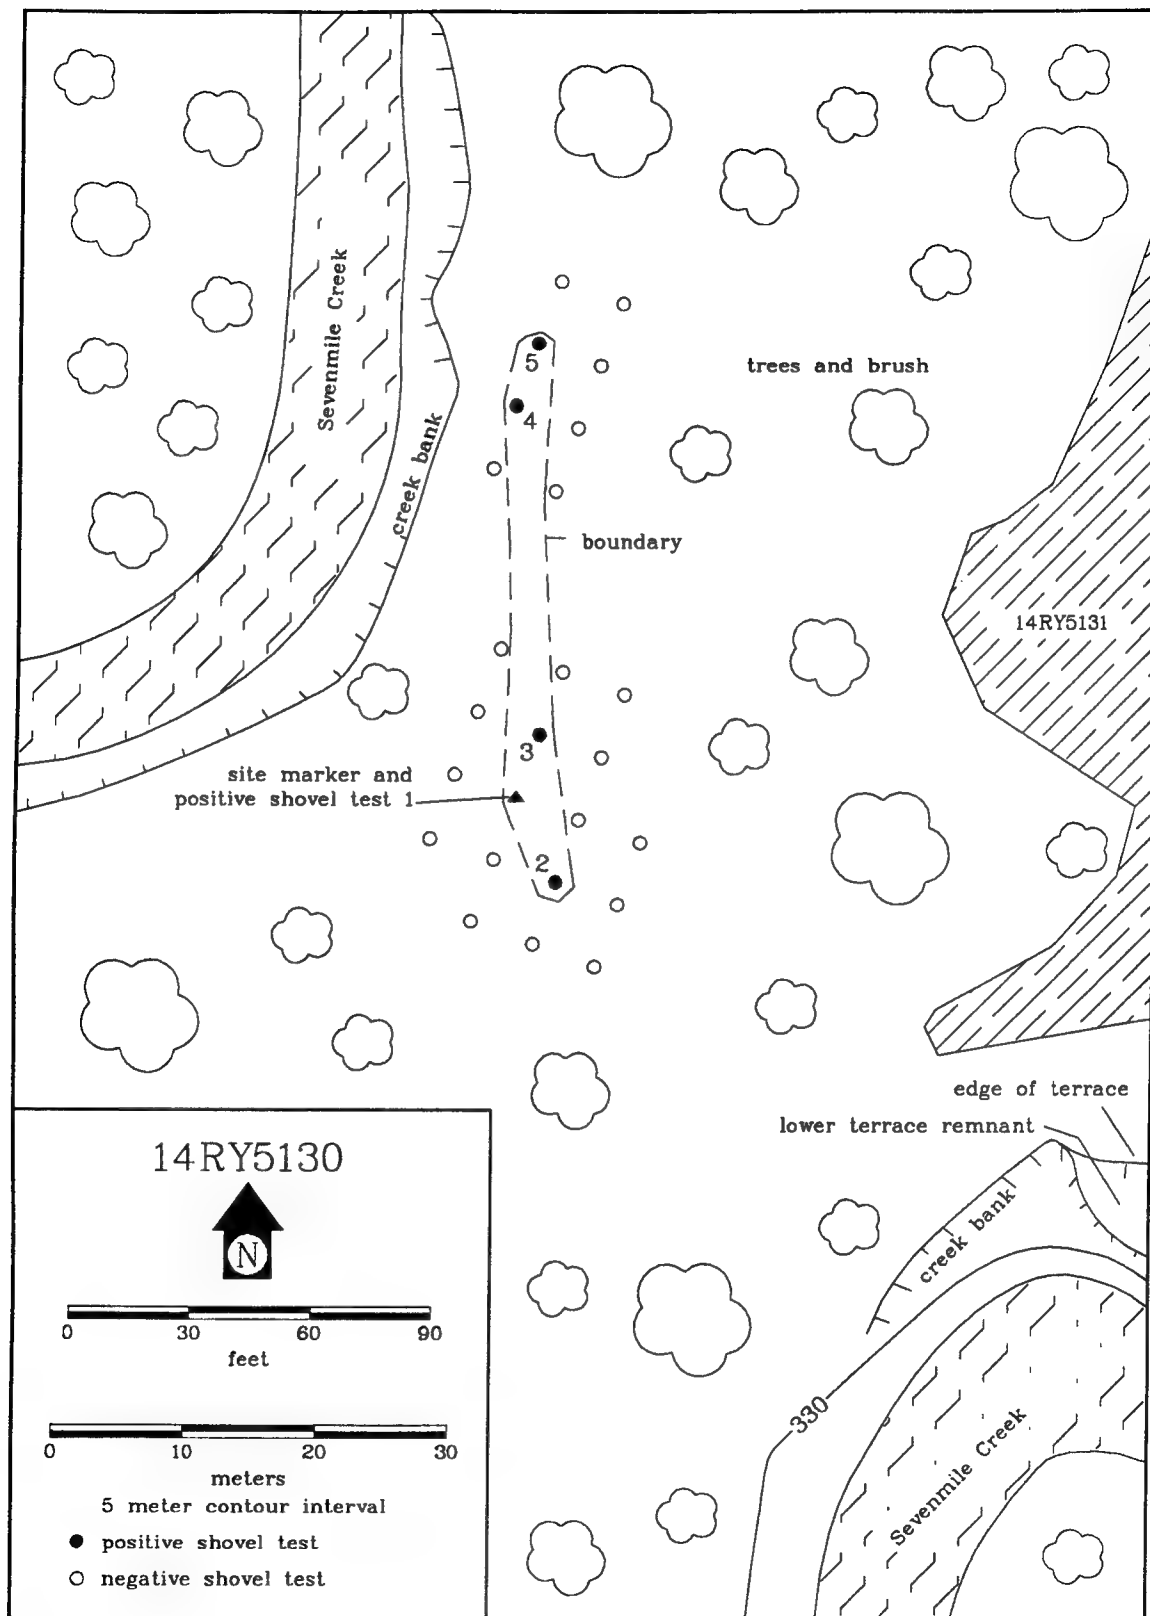 Sevenmile Creek
creek bank
5
4
trees and brush
boundary
14RY5131
3
site marker and
positive shovel test 1
2
edge of terrace
lower terrace remnant
creek bank
330
Sevenmile Creek
14RY5130
N
0 30 60 90
feet
0 10 20 30
meters
5 meter contour interval
positive shovel test
negative shovel test